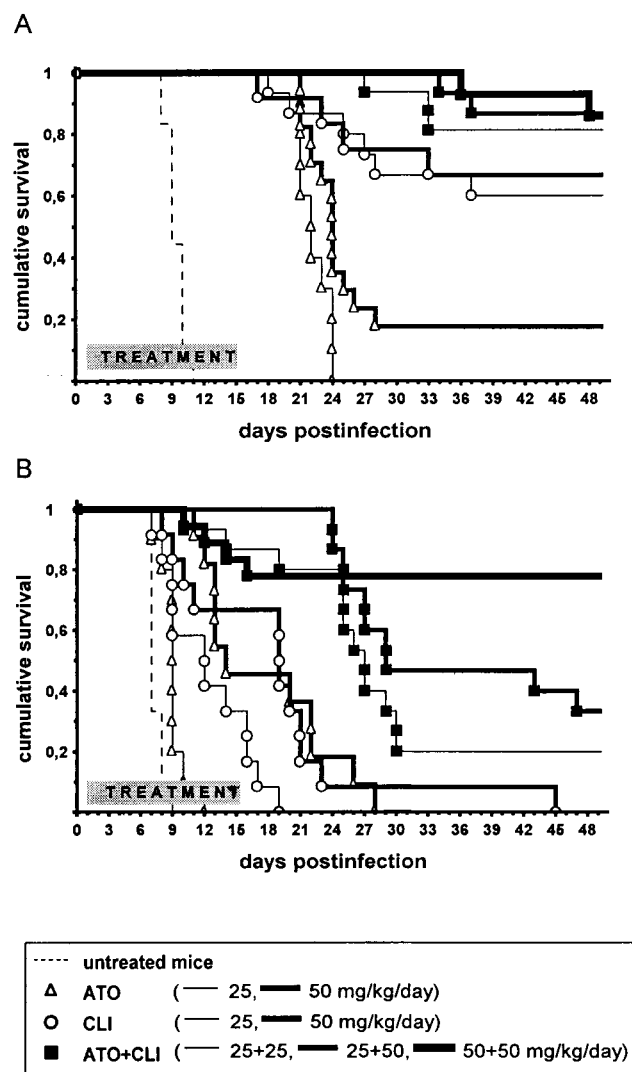 A
1
0,8
0,6
0,4
0,2
cumulative survival
TREATMENT
0 3 6 9 12 15 18 21 24 27 30 33 36 39 42 45 48
days postinfection
B
1
0,8
0,6
0,4
0,2
cumulative survival
TREATMENT
0 3 6 9 12 15 18 21 24 27 30 33 36 39 42 45 48
days postinfection
untreated mice
ATO ( 25, 50 mg/kg/day)
CLI ( 25, 50 mg/kg/day)
ATO+CLI ( 25+25, 25+50, 50+50 mg/kg/day)